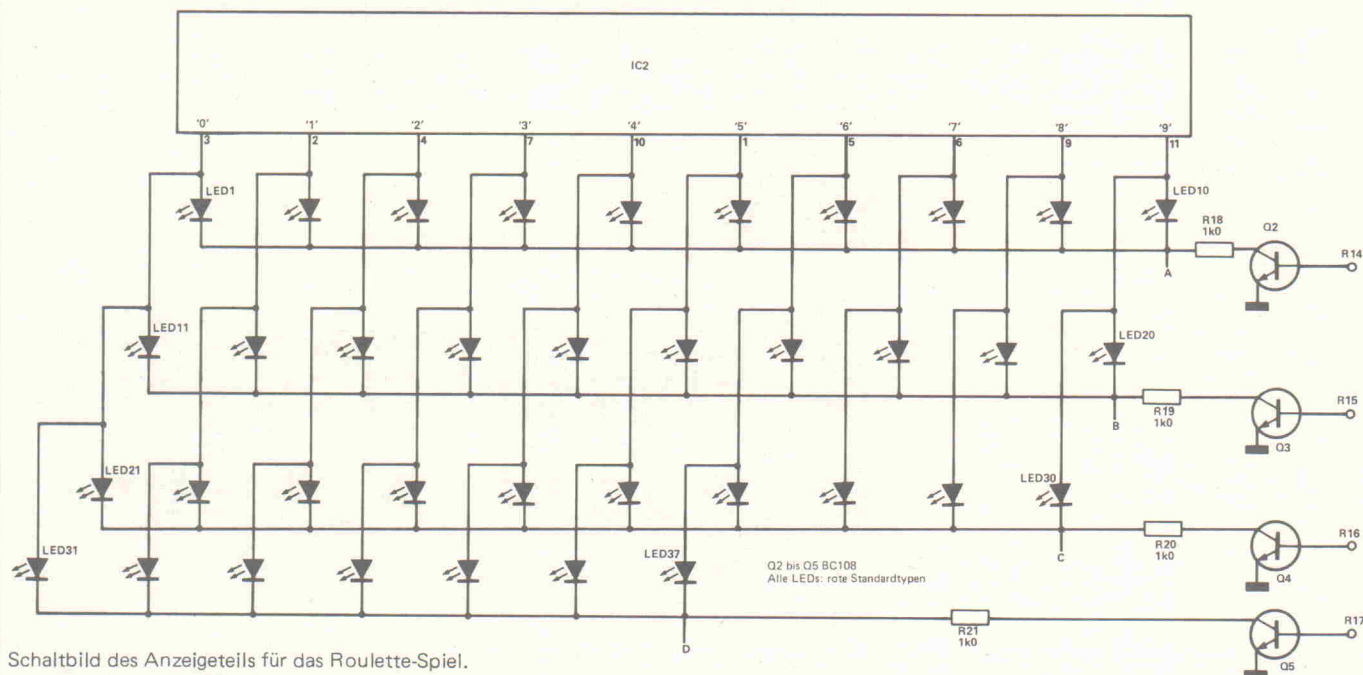 IC2
'0' '1' '2' '3' '4' '5' '6' '7' '8' '9'
3 2 4 7 10 1 5 6 9 11
LED1
LED10
R18
1k0
Q2
R14
A
LED11
LED20
R19
1k0
Q3
R15
B
LED21
LED30
R20
1k0
Q4
R16
C
LED31
LED37
Q2 bis Q5 BC108
Alle LEDs: rote Standardtypen
R21
1k0
Q5
R17
D
Schaltbild des Anzeigeteils für das Roulette-Spiel.